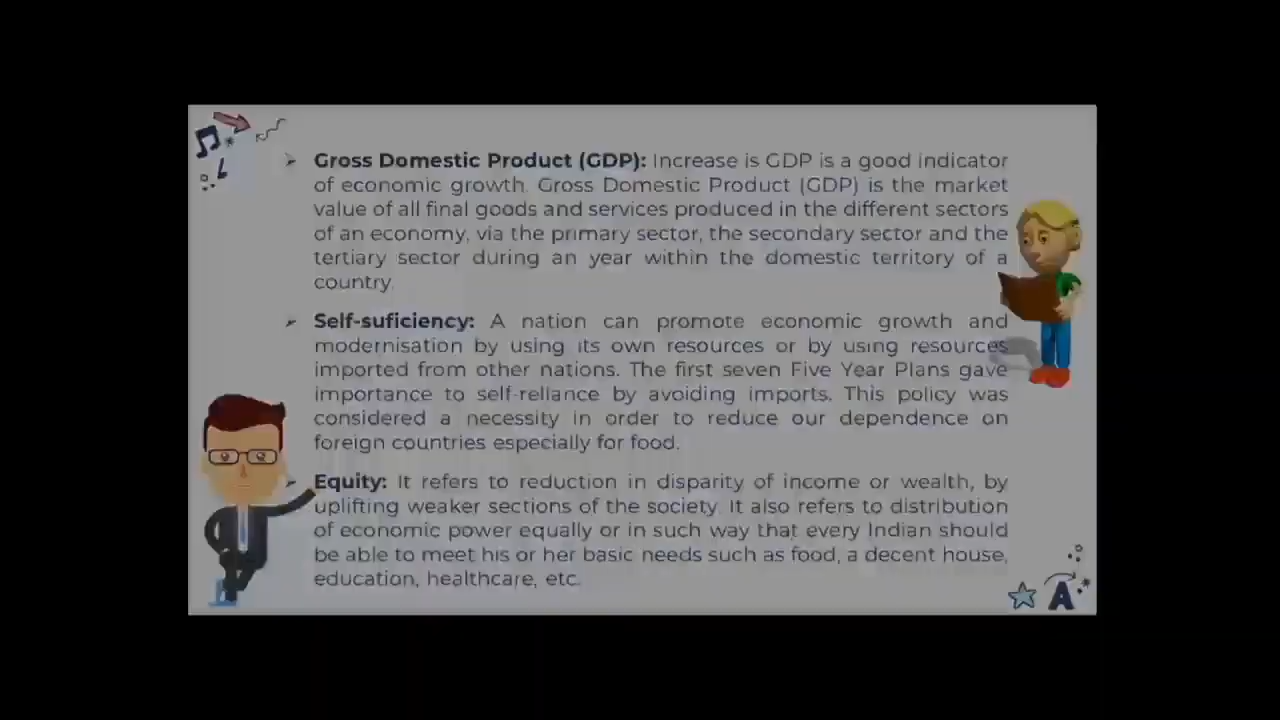 ➢ Gross Domestic Product (GDP): Increase is GDP is a good indicator
of economic growth. Gross Domestic Product (GDP) is the market
value of all final goods and services produced in the different sectors
of an economy, via the primary sector, the secondary sector and the
tertiary sector during an year within the domestic territory of a
country.
➢ Self-suficiency: A nation can promote economic growth and
modernisation by using its own resources or by using resources
imported from other nations. The first seven Five Year Plans gave
importance to self-reliance by avoiding imports. This policy was
considered a necessity in order to reduce our dependence on
foreign countries especially for food.
➢ Equity: It refers to reduction in disparity of income or wealth, by
uplifting weaker sections of the society. It also refers to distribution
of economic power equally or in such way that every Indian should
be able to meet his or her basic needs such as food, a decent house,
education, healthcare, etc.
A